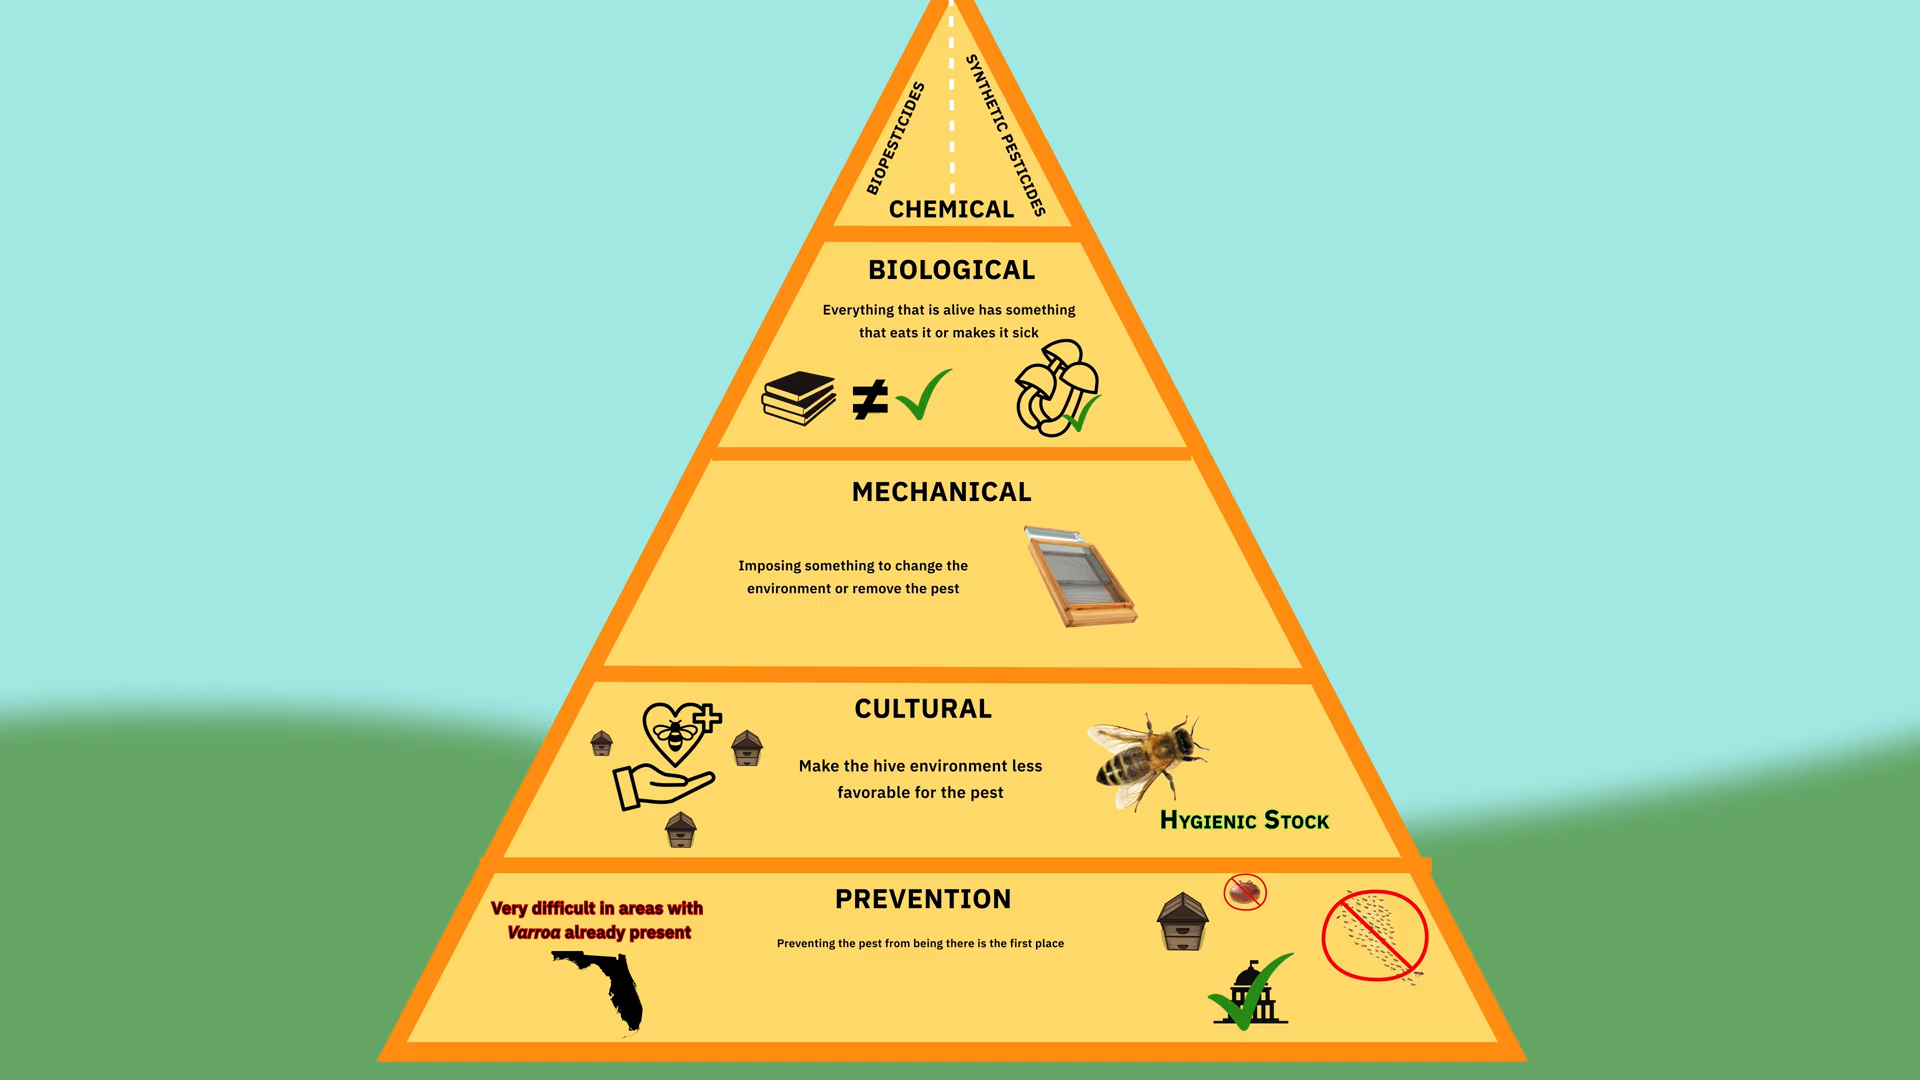 BIOPESTICIDES
SYNTHETIC PESTICIDES
CHEMICAL
BIOLOGICAL
Everything that is alive has something
that eats it or makes it sick
≠
MECHANICAL
Imposing something to change the
environment or remove the pest
CULTURAL
Make the hive environment less
favorable for the pest
Hygienic Stock
PREVENTION
Very difficult in areas with
Varroa already present
Preventing the pest from being there is the first place